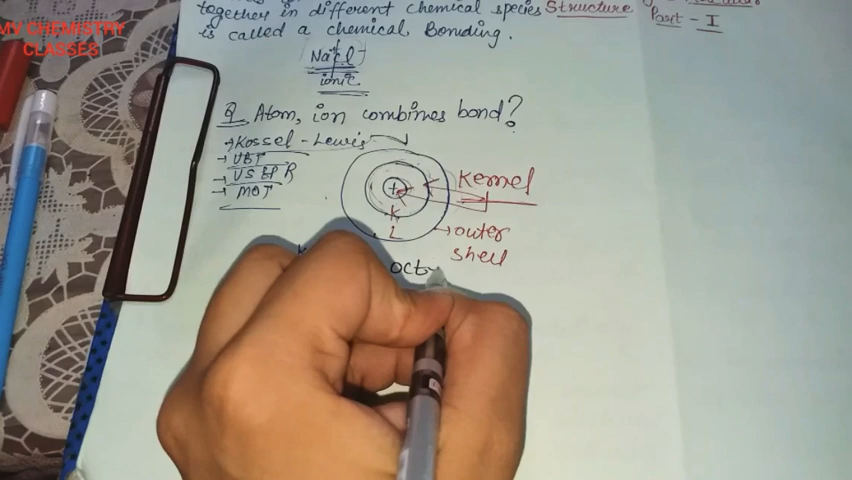 together in different chemical species Structure
is called a chemical Bonding.
Part - I
NaCl
ionic
Q Atom, ion combines bond?
→ Kossel - Lewis
→ VBT
→ VSEPR
→ MOT
+
Kernel
K
L
→ outer
shell
oct
MV CHEMISTRY
CLASSES